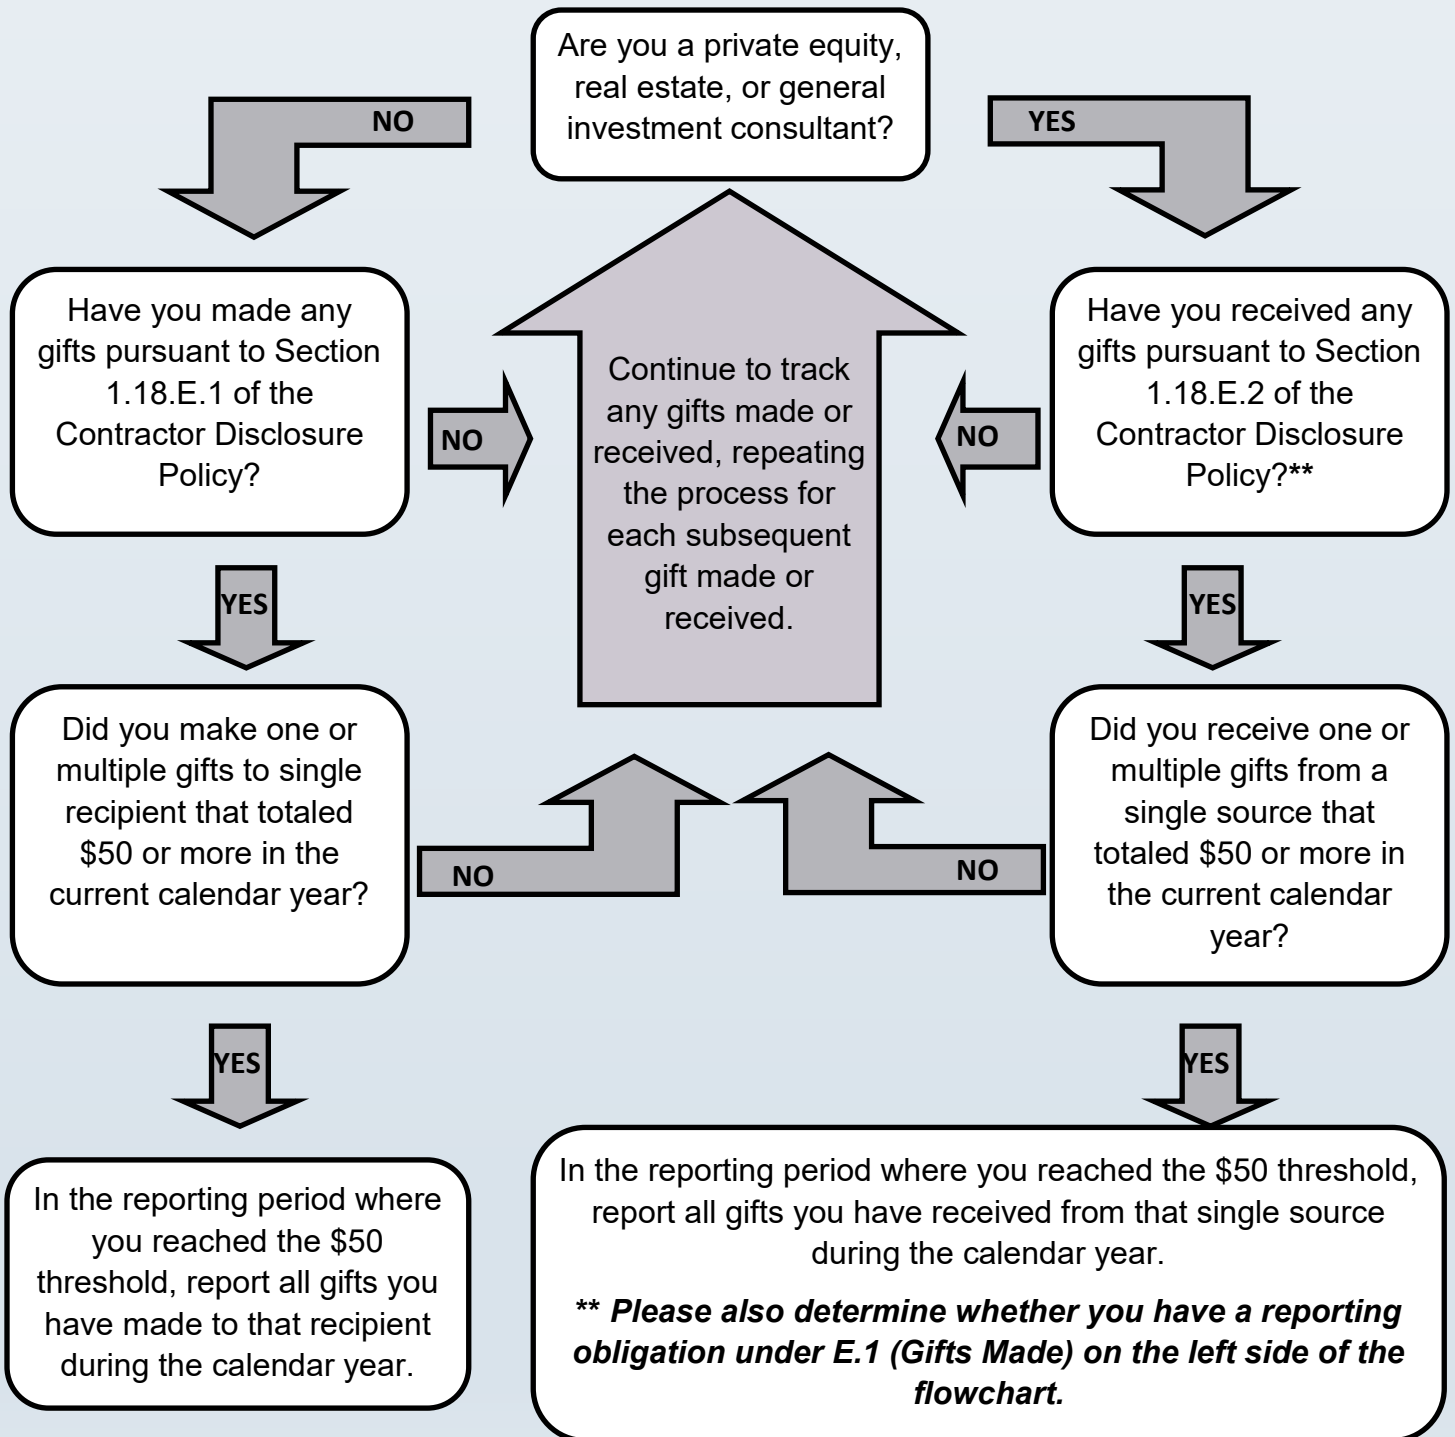 Are you a private equity,
real estate, or general
investment consultant?
NO
YES
Have you made any
gifts pursuant to Section
1.18.E.1 of the
Contractor Disclosure
Policy?
NO
Continue to track
any gifts made or
received, repeating
the process for
each subsequent
gift made or
received.
NO
Have you received any
gifts pursuant to Section
1.18.E.2 of the
Contractor Disclosure
Policy?**
YES
YES
Did you make one or
multiple gifts to single
recipient that totaled
$50 or more in the
current calendar year?
NO
NO
Did you receive one or
multiple gifts from a
single source that
totaled $50 or more in
the current calendar
year?
YES
YES
In the reporting period where
you reached the $50
threshold, report all gifts you
have made to that recipient
during the calendar year.
In the reporting period where you reached the $50 threshold,
report all gifts you have received from that single source
during the calendar year.
** Please also determine whether you have a reporting
obligation under E.1 (Gifts Made) on the left side of the
flowchart.